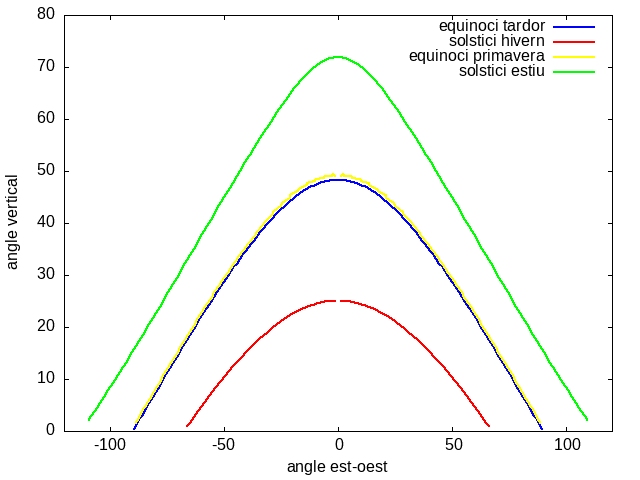 80
70
60
50
40
30
20
10
0
-100
-50
0
50
100
angle vertical
angle est-oest
equinoci tardor
solstici hivern
equinoci primavera
solstici estiu